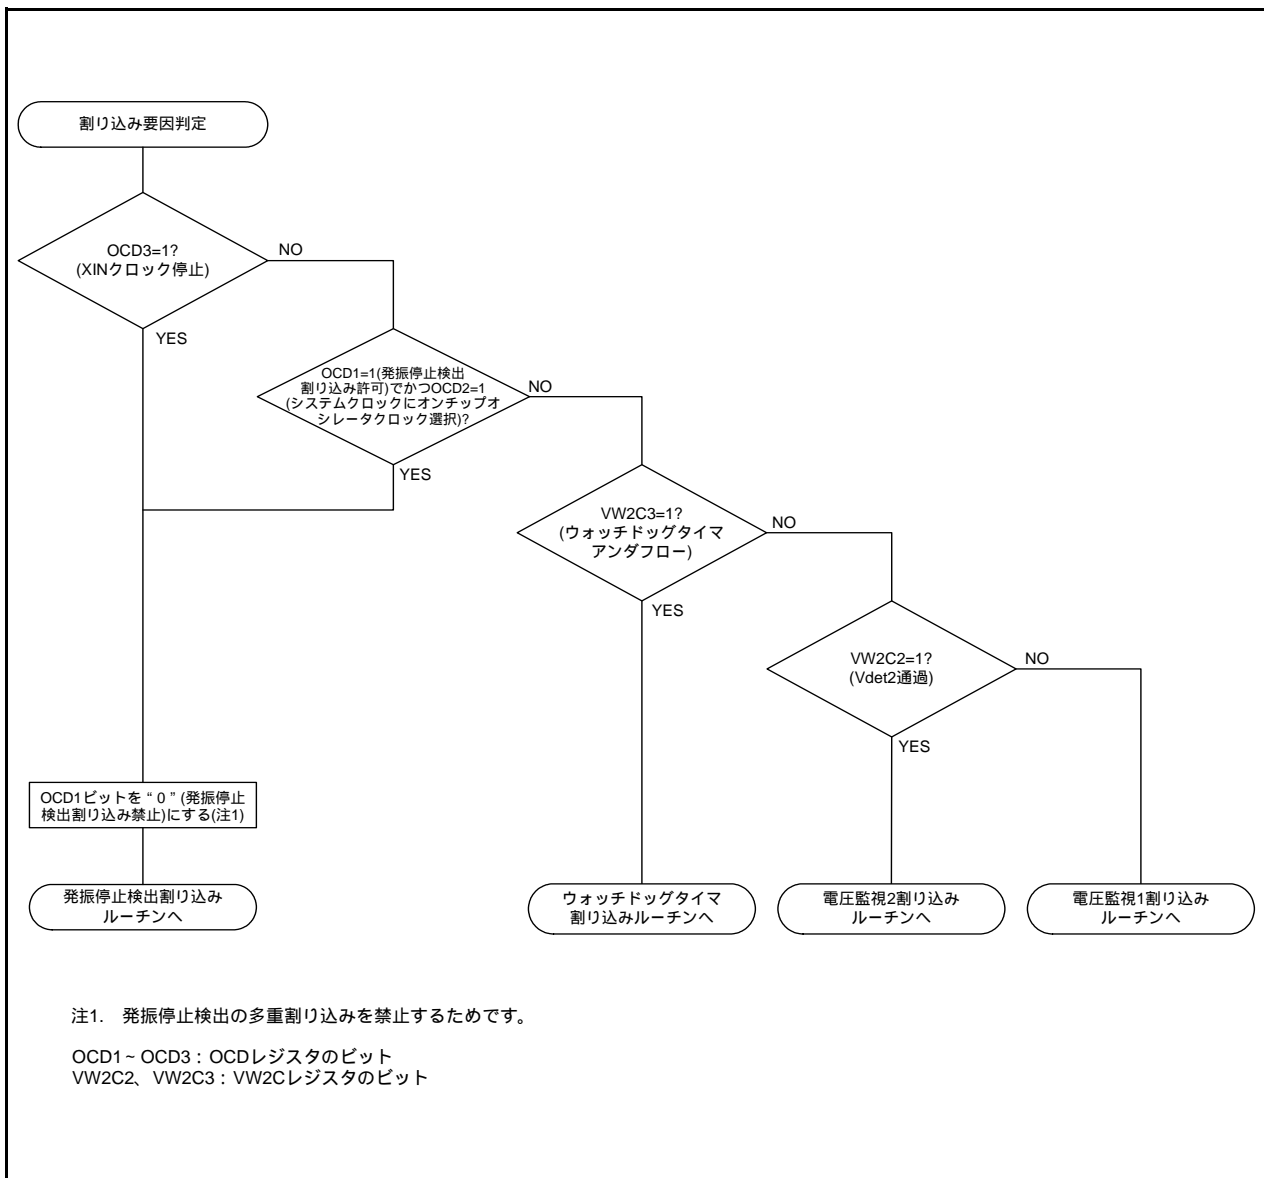 割り込み要因判定
OCD3=1?
(XINクロック停止)
NO
YES
OCD1=1(発振停止検出
割り込み許可)でかつOCD2=1
(システムクロックにオンチップオ
シレータクロック選択)?
NO
YES
VW2C3=1?
(ウォッチドッグタイマ
アンダフロー)
NO
YES
VW2C2=1?
(Vdet2通過)
NO
YES
OCD1ビットを“0”(発振停止
検出割り込み禁止)にする(注1)
発振停止検出割り込み
ルーチンへ
ウォッチドッグタイマ
割り込みルーチンへ
電圧監視2割り込み
ルーチンへ
電圧監視1割り込み
ルーチンへ
注1. 発振停止検出の多重割り込みを禁止するためです。
OCD1~OCD3:OCDレジスタのビット
VW2C2、VW2C3:VW2Cレジスタのビット